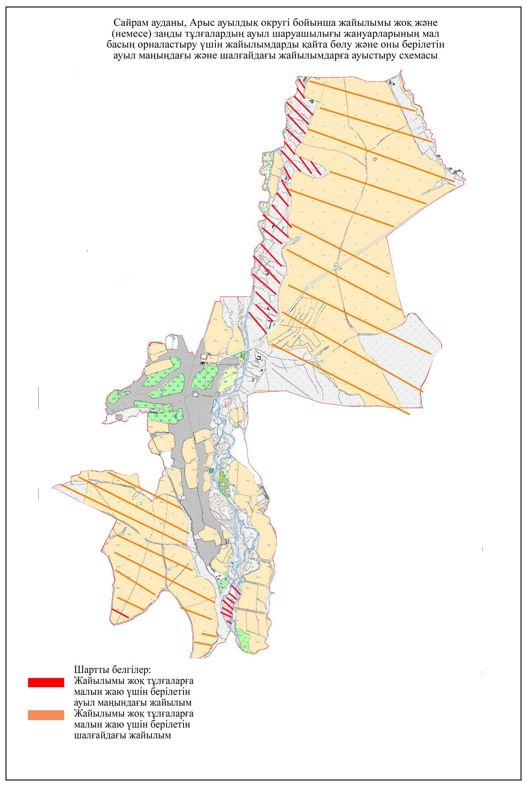 Сайрам ауданы, Арыс ауылдық округі бойынша жайылымы жоқ және
(немесе) заңды тұлғалардың ауыл шаруашылығы жануарларының мал
басың орналастыру үшін жайылымдарды қайта бөлу және оны берілетін
ауыл маңыңдағы және шалғайдағы жайылымдарға ауыстыру схемасы
Шартты белгілер:
Жайылымы жоқ тұлғаларға
малын жаю үшін берілетін
ауыл маңындағы жайылым
Жайылымы жоқ тұлғаларға
малын жаю үшін берілетін
шалғайдағы жайылым